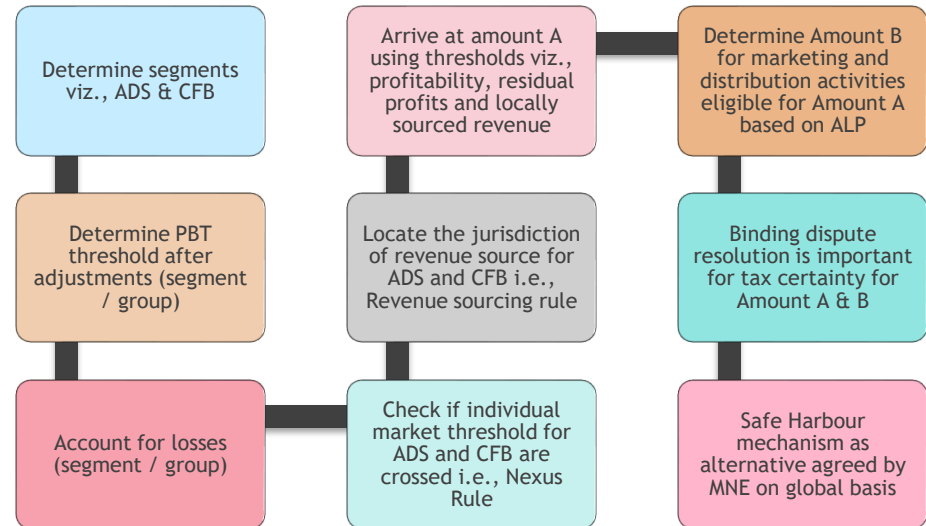 Determine segments
viz., ADS & CFB
Determine PBT
threshold after
adjustments (segment
/ group)
Account for losses
(segment / group)
Check if individual
market threshold for
ADS and CFB are
crossed i.e., Nexus
Rule
Locate the jurisdiction
of revenue source for
ADS and CFB i.e.,
Revenue sourcing rule
Arrive at amount A
using thresholds viz.,
profitability, residual
profits and locally
sourced revenue
Determine Amount B
for marketing and
distribution activities
eligible for Amount A
based on ALP
Binding dispute
resolution is important
for tax certainty for
Amount A & B
Safe Harbour
mechanism as
alternative agreed by
MNE on global basis